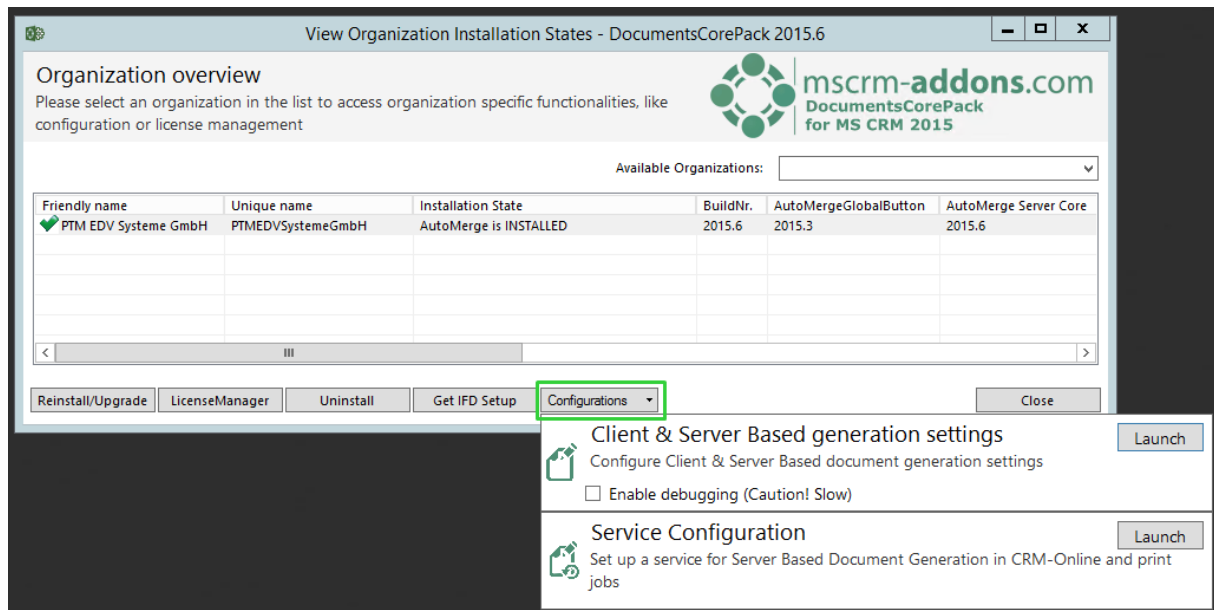 View Organization Installation States - DocumentsCorePack 2015.6
Organization overview
Please select an organization in the list to access organization specific functionalities, like
configuration or license management
mscrm-addons.com
DocumentsCorePack
for MS CRM 2015
Available Organizations:
Friendly name Unique name Installation State BuildNr. AutoMergeGlobalButton AutoMerge Server Core
PTM EDV Systeme GmbH PTMEDVSystemeGmbH AutoMerge is INSTALLED 2015.6 2015.3 2015.6
Reinstall/Upgrade LicenseManager Uninstall Get IFD Setup Configurations Close
Client & Server Based generation settings Launch
Configure Client & Server Based document generation settings
Enable debugging (Caution! Slow)
Service Configuration Launch
Set up a service for Server Based Document Generation in CRM-Online and print
jobs